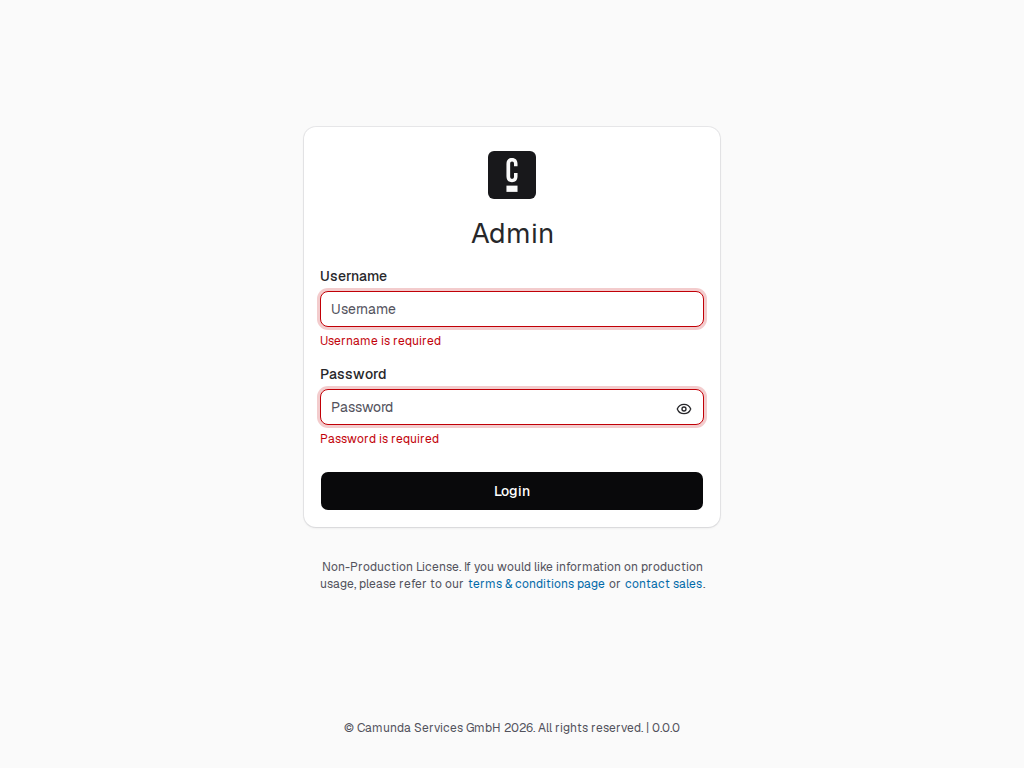 C
Admin
Username
Username
Username is required
Password
Password
Password is required
Login
Non-Production License. If you would like information on production
usage, please refer to our terms & conditions page or contact sales.
© Camunda Services GmbH 2026. All rights reserved. | 0.0.0